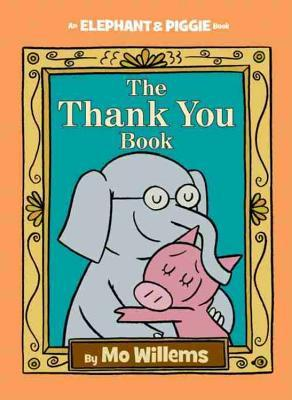 An ELEPHANT & PIGGIE Book
The
Thank You
Book
By Mo Willems